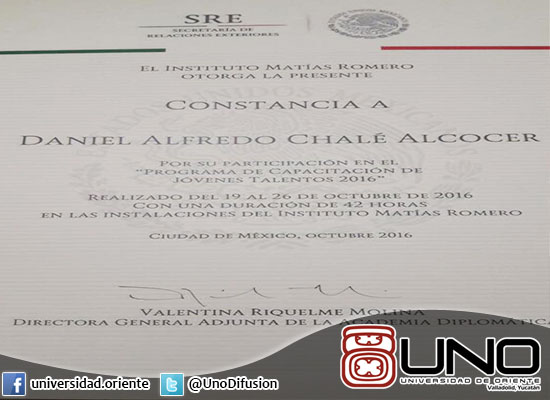 SRE
SECRETARÍA DE
RELACIONES EXTERIORES
EL INSTITUTO MATÍAS ROMERO
OTORGA LA PRESENTE
CONSTANCIA A
DANIEL ALFREDO CHALÉ ALCOCER
POR SU PARTICIPACIÓN EN EL
"PROGRAMA DE CAPACITACIÓN DE
JÓVENES TALENTOS 2016"
REALIZADO DEL 19 AL 26 DE OCTUBRE DE 2016
CON UNA DURACIÓN DE 42 HORAS
EN LAS INSTALACIONES DEL INSTITUTO MATÍAS ROMERO
CIUDAD DE MÉXICO, OCTUBRE 2016
VALENTINA RIQUELME MOLINA
DIRECTORA GENERAL ADJUNTA DE LA ACADEMIA DIPLOMÁTICA
UNO
UNIVERSIDAD DE ORIENTE
Valladolid, Yucatán
universidad.oriente @UnoDifusion